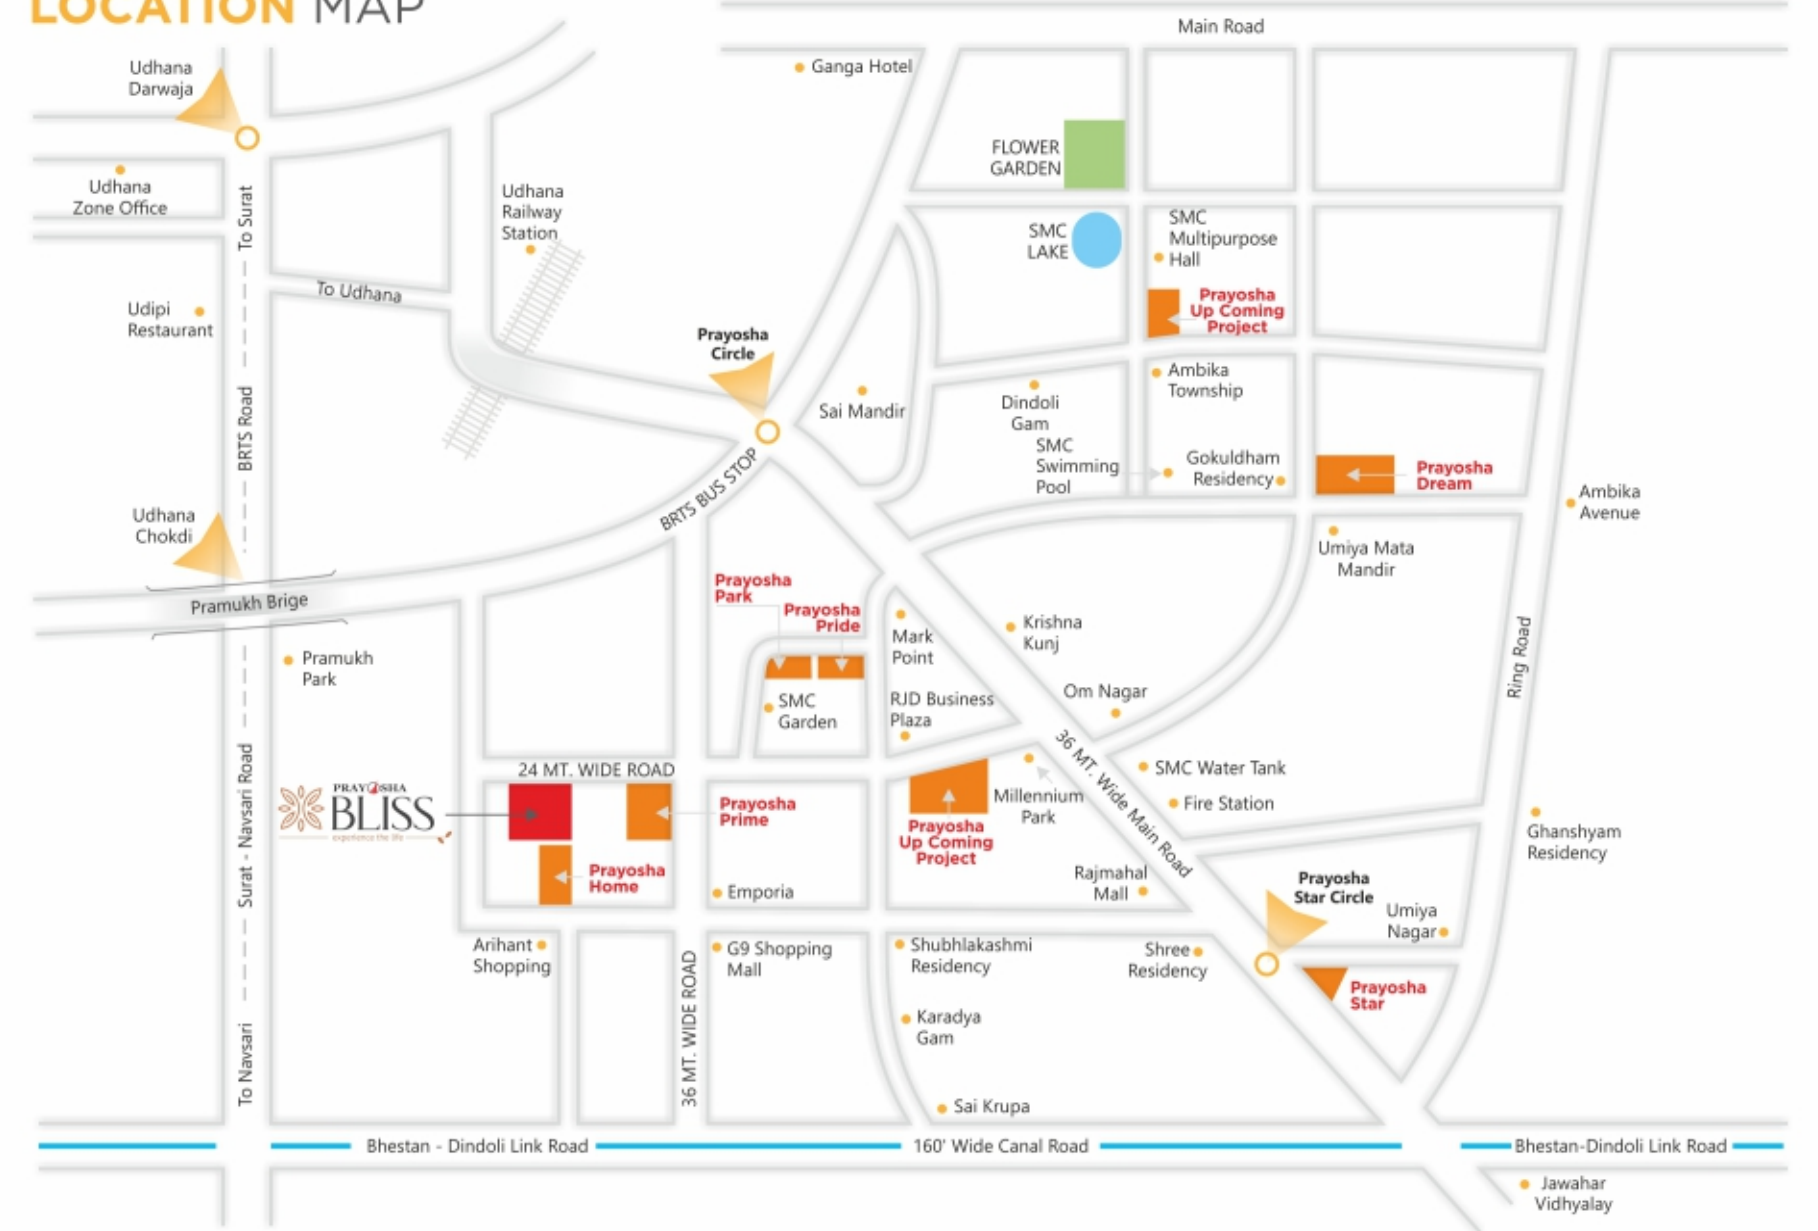 LOCATION MAP
Main Road
Udhana
Darwaja
Ganga Hotel
FLOWER
GARDEN
Udhana
Zone Office
To Surat
Udhana
Railway
Station
SMC
LAKE
SMC
Multipurpose
Hall
To Udhana
Udipi
Restaurant
Prayosha
Up Coming
Project
Prayosha
Circle
Sai Mandir
Dindoli
Gam
Ambika
Township
BRTS Road
SMC
Swimming
Pool
Gokuldham
Residency
Prayosha
Dream
Ambika
Avenue
BRTS BUS STOP
Udhana
Chokdi
Umiya Mata
Mandir
Pramukh Brige
Prayosha
Park
Prayosha
Pride
Mark
Point
Krishna
Kunj
Ring Road
Pramukh
Park
SMC
Garden
RJD Business
Plaza
Om Nagar
24 MT. WIDE ROAD
36 MT. Wide Main Road
SMC Water Tank
Fire Station
Surat - Navsari Road
PRAYOSHA
BLISS
experience the life
Prayosha
Prime
Prayosha
Up Coming
Project
Millennium
Park
Ghanshyam
Residency
Prayosha
Home
Emporia
Rajmahal
Mall
Prayosha
Star Circle
Umiya
Nagar
Arihant
Shopping
G9 Shopping
Mall
Shubhlakashmi
Residency
Shree
Residency
Prayosha
Star
36 MT. WIDE ROAD
Karadya
Gam
To Navsari
Sai Krupa
Bhestan - Dindoli Link Road
160' Wide Canal Road
Bhestan-Dindoli Link Road
Jawahar
Vidhyalay